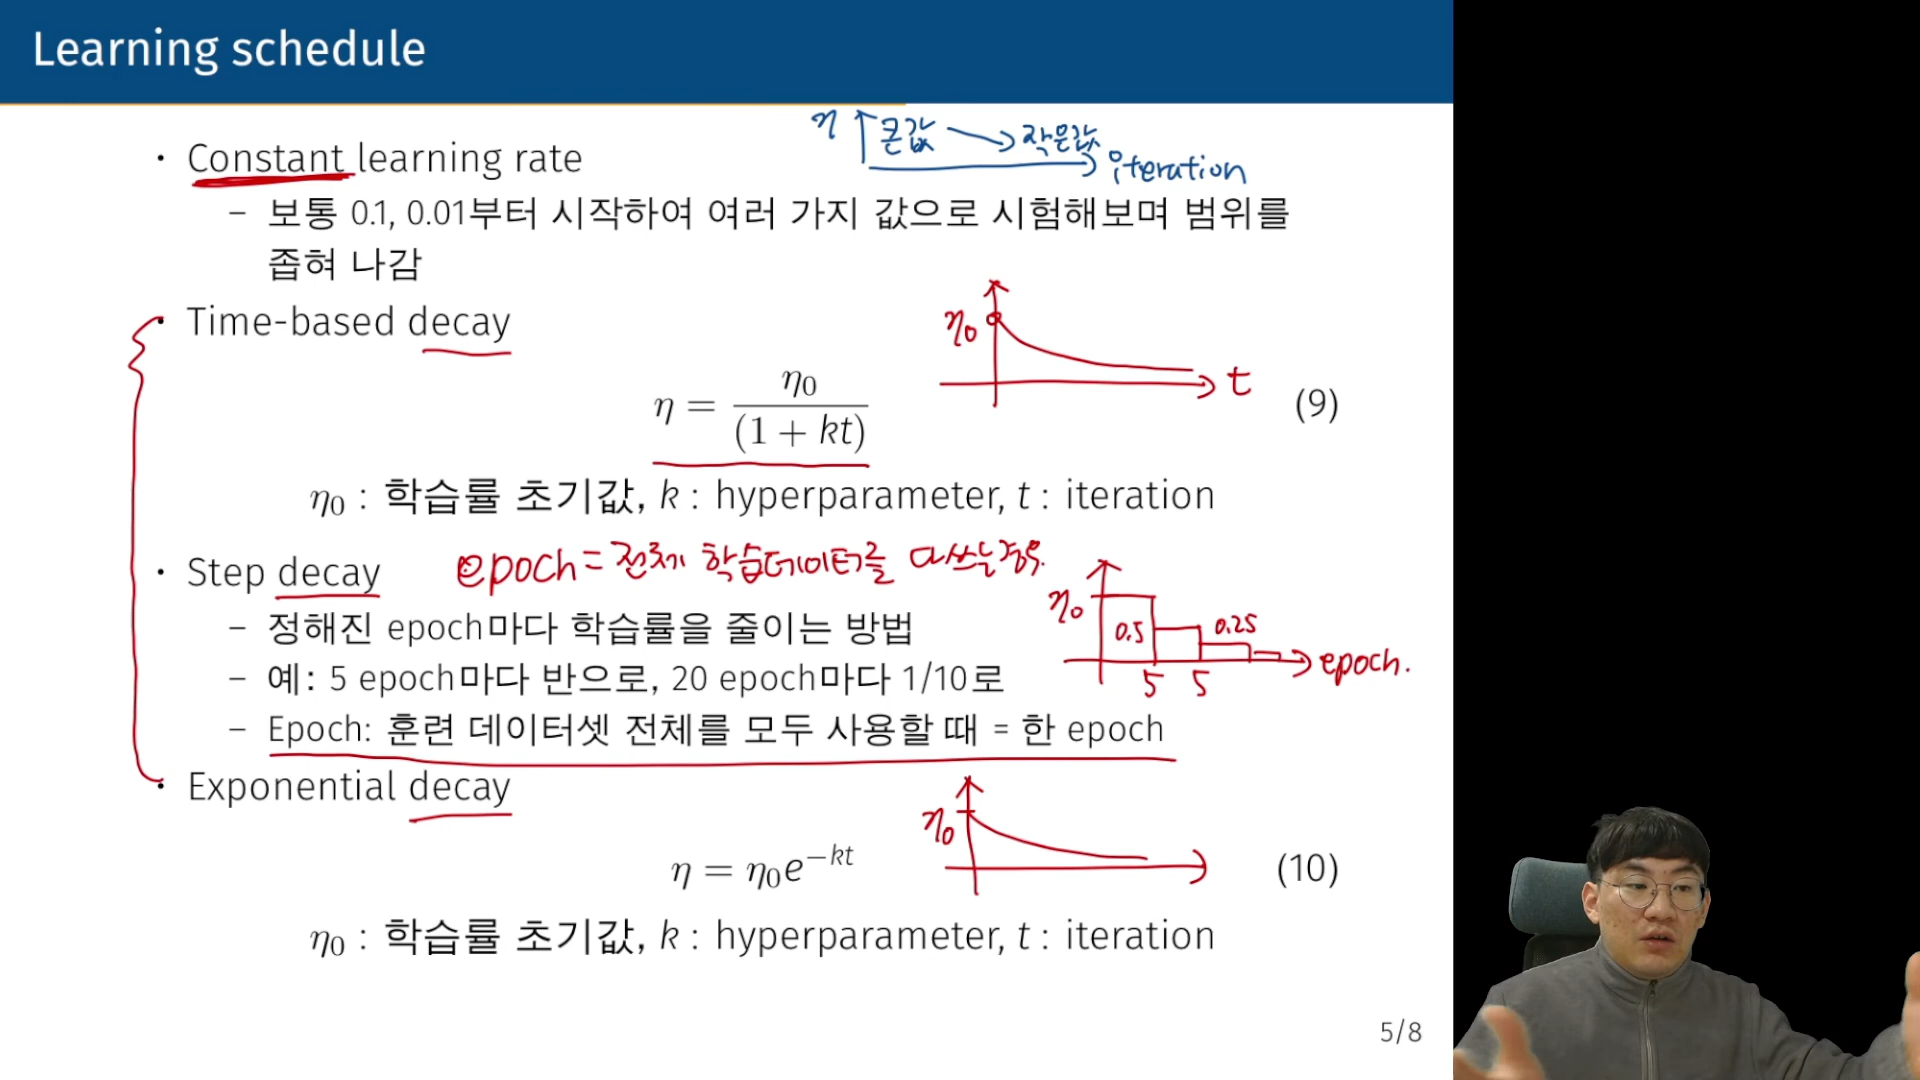 Learning schedule
η 큰값 → 작은값
iteration
• Constant learning rate
– 보통 0.1, 0.01부터 시작하여 여러 가지 값으로 시험해보며 범위를
좁혀 나감
• Time-based decay
η₀ t
η = η₀ / (1 + kt) (9)
η₀ : 학습률 초기값, k : hyperparameter, t : iteration
• Step decay
epoch = 전체 학습데이터를 다쓰는경우.
– 정해진 epoch마다 학습률을 줄이는 방법
η₀ 0.5 0.25
5 5 epoch.
– 예: 5 epoch마다 반으로, 20 epoch마다 1/10로
– Epoch: 훈련 데이터셋 전체를 모두 사용할 때 = 한 epoch
• Exponential decay
η₀
η = η₀e^{−kt} (10)
η₀ : 학습률 초기값, k : hyperparameter, t : iteration
5/8